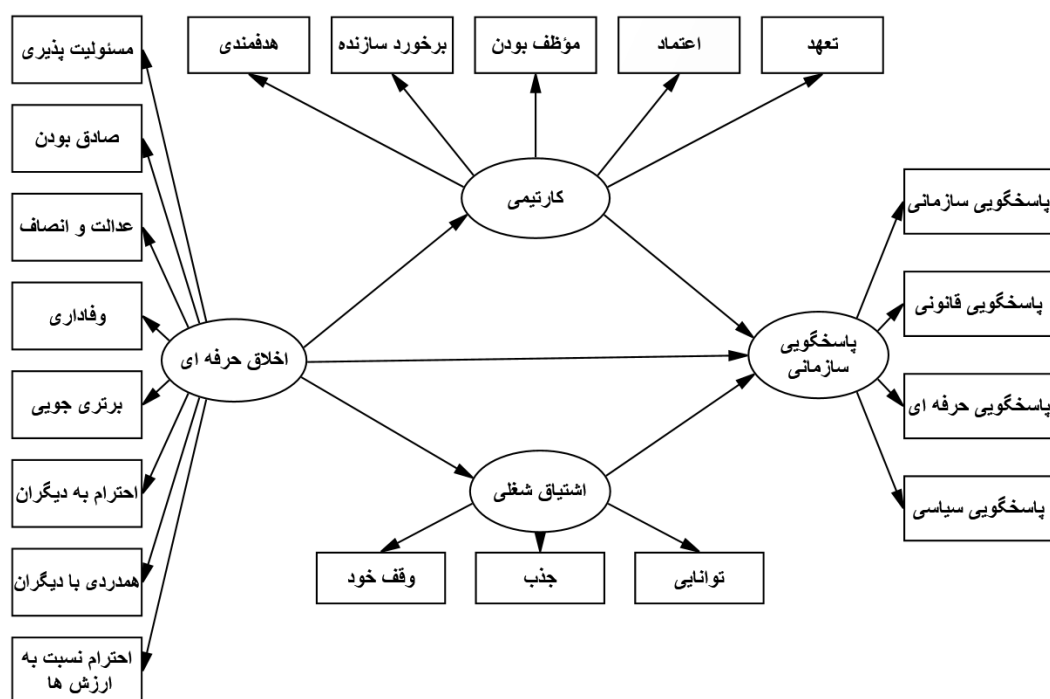 مسئولیت پذیری
هدفمندی
برخورد سازنده
مؤظف بودن
اعتماد
تعهد
صادق بودن
عدالت و انصاف
وفاداری
برتری جویی
احترام به دیگران
همدردی با دیگران
احترام نسبت به
ارزش ها
اخلاق حرفه ای
کارتیمی
اشتیاق شغلی
وقف خود
جذب
توانایی
پاسخگویی
سازمانی
پاسخگویی سازمانی
پاسخگویی قانونی
پاسخگویی حرفه ای
پاسخگویی سیاسی